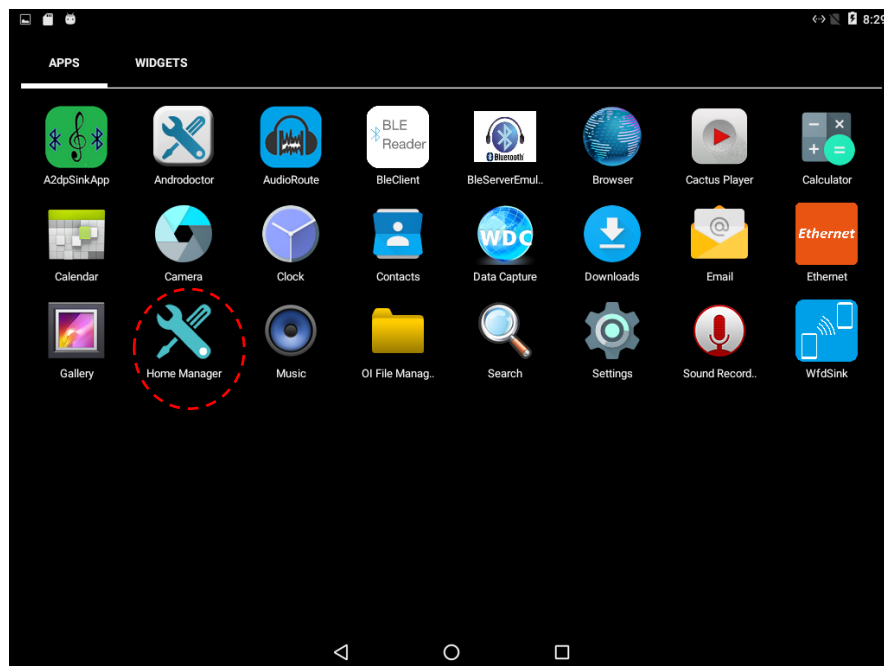 8:29
APPS WIDGETS
BLE
Reader
Bluetooth
A2dpSinkApp Androdoctor AudioRoute BleClient BleServerEmul.. Browser Cactus Player Calculator
WDC
@
Ethernet
Calendar Camera Clock Contacts Data Capture Downloads Email Ethernet
Gallery Home Manager Music OI File Manag.. Search Settings Sound Record.. WfdSink